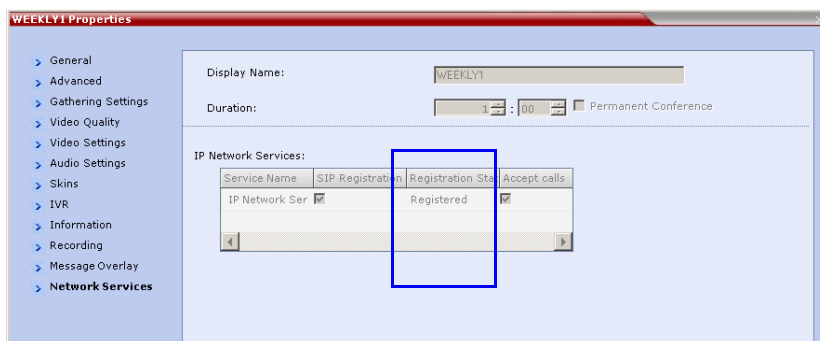 WEEKLY1 Properties
General
Advanced
Gathering Settings
Video Quality
Video Settings
Audio Settings
Skins
IVR
Information
Recording
Message Overlay
Network Services
Display Name: WEEKLY1
Duration: 1 : 00 Permanent Conference
IP Network Services:
Service Name SIP Registration Registration Stat Accept calls
IP Network Ser Registered